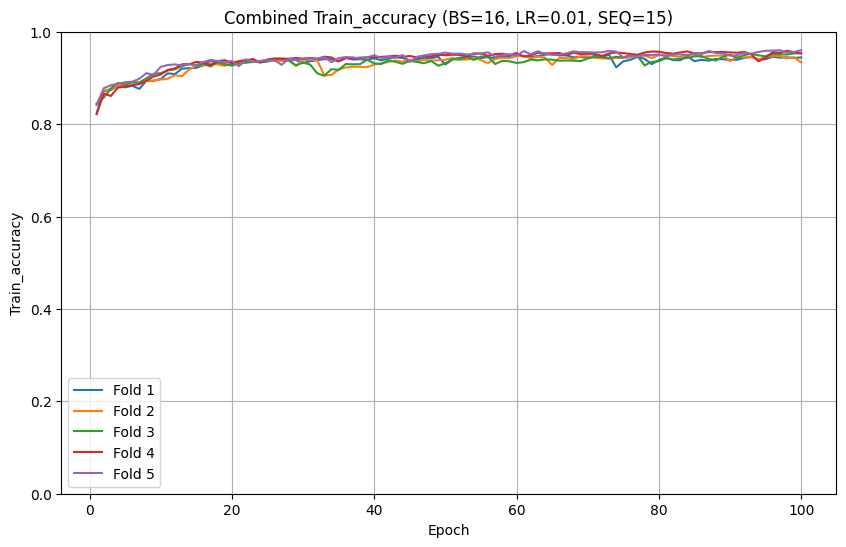 Combined Train_accuracy (BS=16, LR=0.01, SEQ=15)
Train_accuracy
1.0
0.8
0.6
0.4
0.2
0.0
Fold 1
Fold 2
Fold 3
Fold 4
Fold 5
0 20 40 60 80 100
Epoch